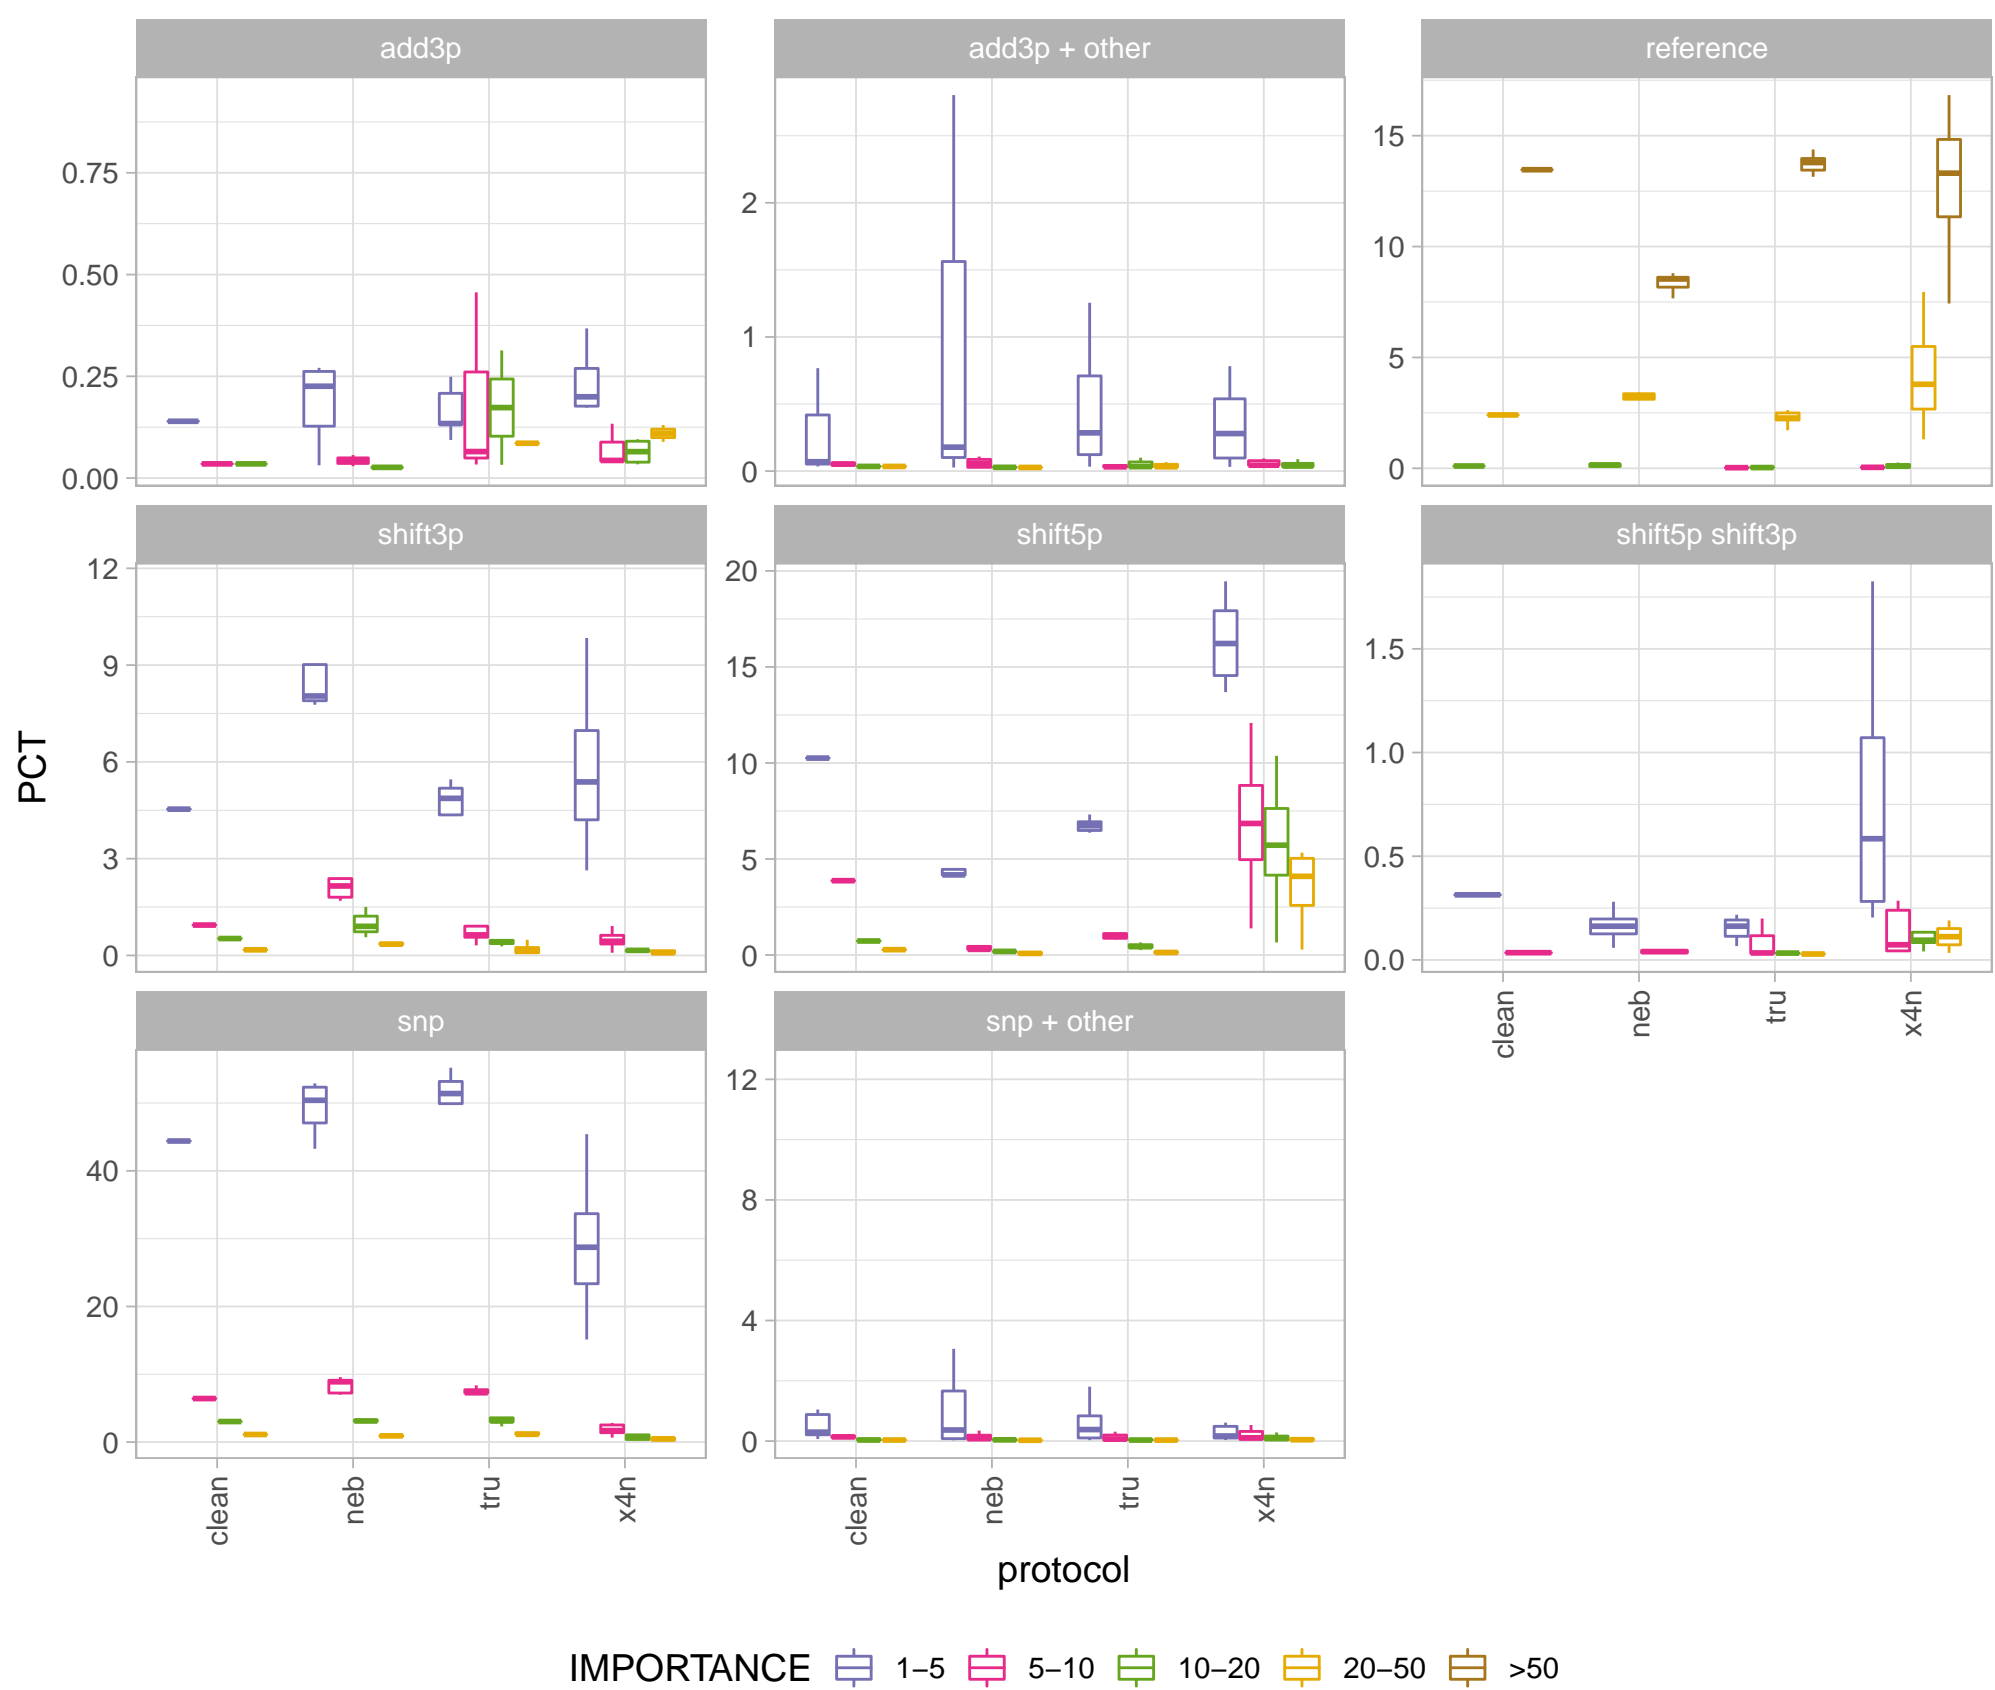 add3p
add3p + other
reference
0.75
0.50
0.25
0.00
2
1
0
15
10
5
0
shift3p
shift5p
shift5p shift3p
12
9
6
3
0
20
15
10
5
0
1.5
1.0
0.5
0.0
clean
neb
tru
x4n
PCT
snp
snp + other
40
20
0
12
8
4
0
clean
neb
tru
x4n
clean
neb
tru
x4n
protocol
IMPORTANCE 1–5 5–10 10–20 20–50 >50